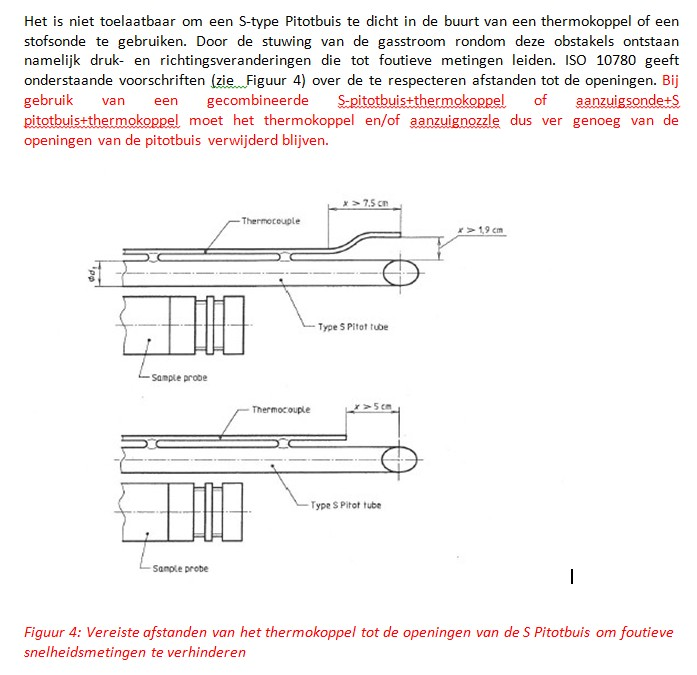 Het is niet toelaatbaar om een S-type Pitotbuis te dicht in de buurt van een thermokoppel of een
stofsonde te gebruiken. Door de stuwing van de gasstroom rondom deze obstakels ontstaan
namelijk druk- en richtingsveranderingen die tot foutieve metingen leiden. ISO 10780 geeft
onderstaande voorschriften (zie Figuur 4) over de te respecteren afstanden tot de openingen. Bij
gebruik van een gecombineerde S-pitotbuis+thermokoppel of aanzuigsonde+S
pitotbuis+thermokoppel moet het thermokoppel en/of aanzuignozzle dus ver genoeg van de
openingen van de pitotbuis verwijderd blijven.
x > 7.5 cm
Thermocouple
x > 1,9 cm
Ød₁
Type S Pitot tube
Sample probe
Thermocouple
x > 5 cm
Type S Pitot tube
Sample probe
Figuur 4: Vereiste afstanden van het thermokoppel tot de openingen van de S Pitotbuis om foutieve
snelheidsmetingen te verhinderen